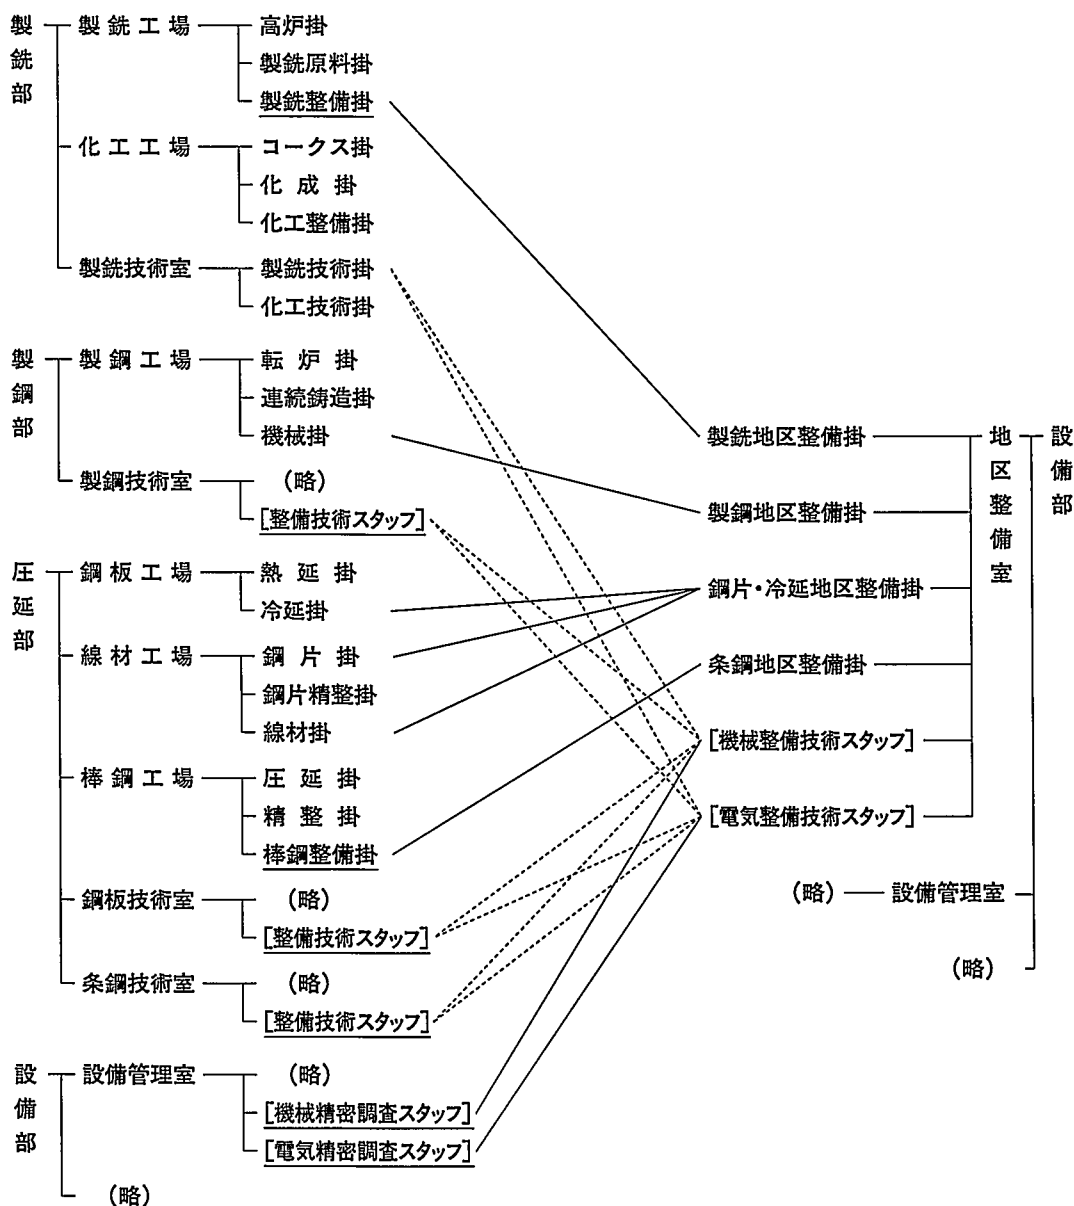 製銑部
製銑工場
高炉掛
製銑原料掛
製銑整備掛
化工工場
コークス掛
化成掛
化工整備掛
製銑技術室
製銑技術掛
化工技術掛
製鋼部
製鋼工場
転炉掛
連続鋳造掛
機械掛
製鋼技術室
(略)
[整備技術スタッフ]
圧延部
鋼板工場
熱延掛
冷延掛
線材工場
鋼片掛
鋼片精整掛
線材掛
棒鋼工場
圧延掛
精整掛
棒鋼整備掛
鋼板技術室
(略)
[整備技術スタッフ]
条鋼技術室
(略)
[整備技術スタッフ]
設備部
設備管理室
(略)
[機械精密調査スタッフ]
[電気精密調査スタッフ]
(略)
製銑地区整備掛
製鋼地区整備掛
鋼片・冷延地区整備掛
条鋼地区整備掛
[機械整備技術スタッフ]
[電気整備技術スタッフ]
地区整備室
設備部
(略)
設備管理室
(略)